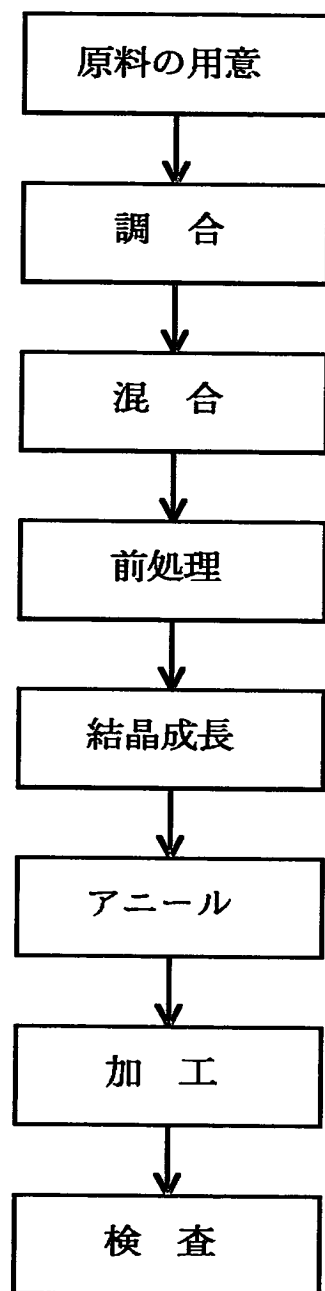 原料の用意
調　合
混　合
前処理
結晶成長
アニール
加　工
検　査